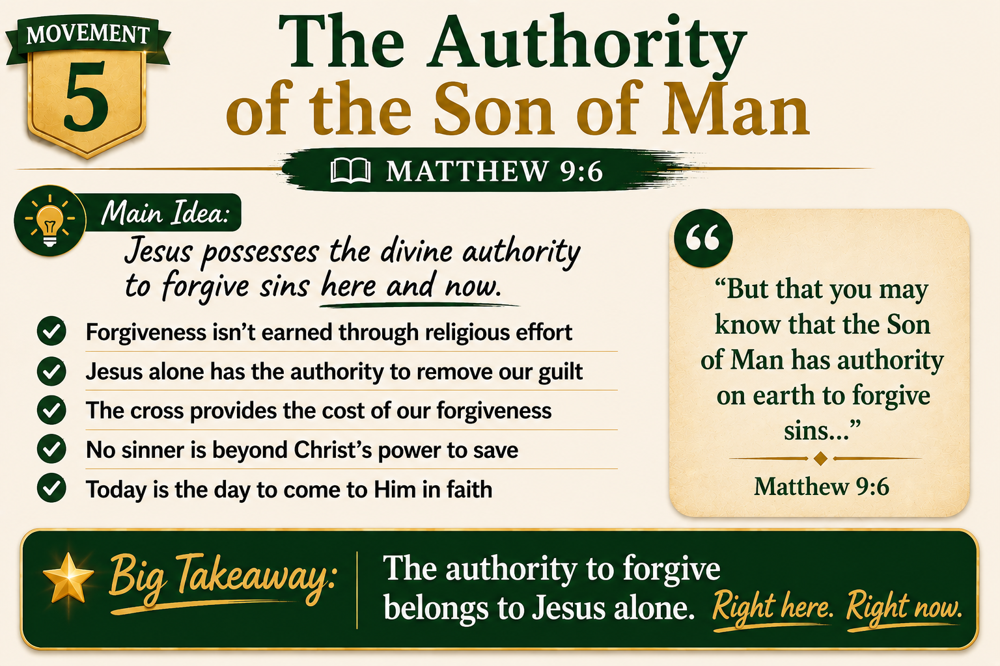 MOVEMENT
5
The Authority
of the Son of Man
MATTHEW 9:6
Main Idea:
Jesus possesses the divine authority
to forgive sins here and now.
Forgiveness isn’t earned through religious effort
Jesus alone has the authority to remove our guilt
The cross provides the cost of our forgiveness
No sinner is beyond Christ’s power to save
Today is the day to come to Him in faith
“But that you may
know that the Son
of Man has authority
on earth to forgive
sins...”
Matthew 9:6
Big Takeaway:
The authority to forgive
belongs to Jesus alone. Right here. Right now.